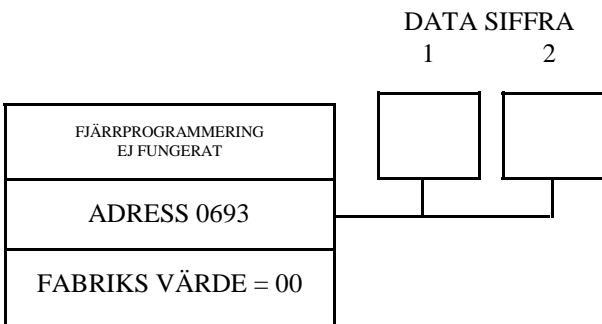 DATA SIFFRA
1 2
FJÄRRPROGRAMMERING
EJ FUNGERAT
ADRESS 0693
FABRIKS VÄRDE = 00